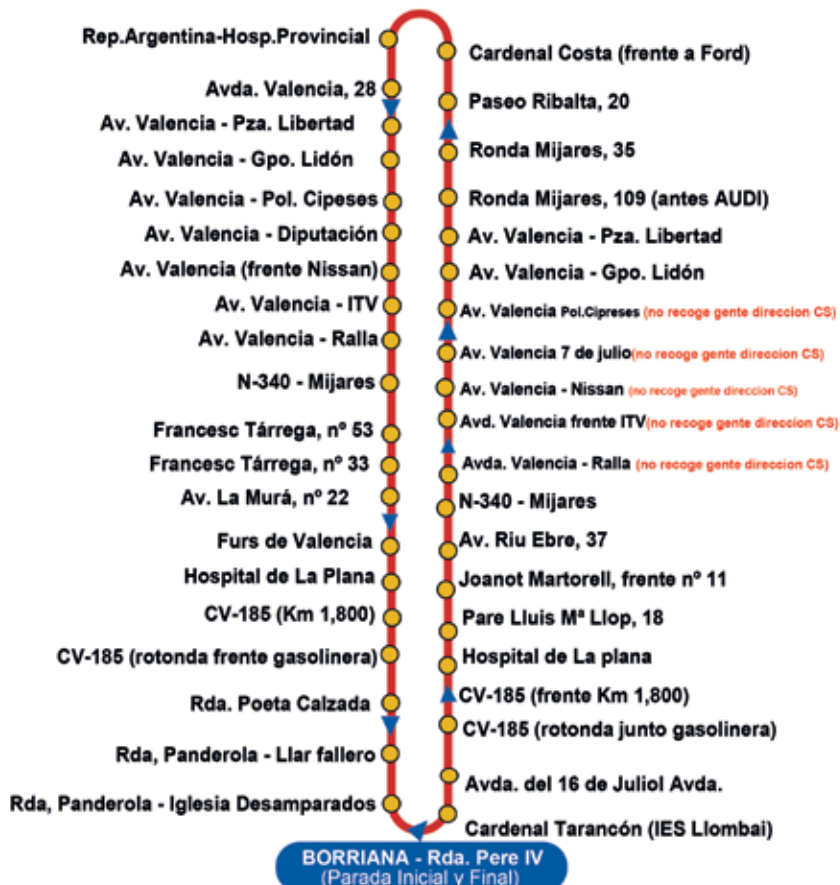 Rep.Argentina-Hosp.Provincial
Avda. Valencia, 28
Av. Valencia - Pza. Libertad
Av. Valencia - Gpo. Lidón
Av. Valencia - Pol. Cipeses
Av. Valencia - Diputación
Av. Valencia (frente Nissan)
Av. Valencia - ITV
Av. Valencia - Ralla
N-340 - Mijares
Francesc Tárrega, nº 53
Francesc Tárrega, nº 33
Av. La Murá, nº 22
Furs de Valencia
Hospital de La Plana
CV-185 (Km 1,800)
CV-185 (rotonda frente gasolinera)
Rda. Poeta Calzada
Rda, Panderola - Llar fallero
Rda, Panderola - Iglesia Desamparados
Cardenal Costa (frente a Ford)
Paseo Ribalta, 20
Ronda Mijares, 35
Ronda Mijares, 109 (antes AUDI)
Av. Valencia - Pza. Libertad
Av. Valencia - Gpo. Lidón
Av. Valencia Pol.Cipreses (no recoge gente direccion CS)
Av. Valencia 7 de julio(no recoge gente direccion CS)
Av. Valencia - Nissan (no recoge gente direccion CS)
Avd. Valencia frente ITV(no recoge gente direccion CS)
Avda. Valencia - Ralla (no recoge gente direccion CS)
N-340 - Mijares
Av. Riu Ebre, 37
Joanot Martorell, frente nº 11
Pare Lluis Mª Llop, 18
Hospital de La plana
CV-185 (frente Km 1,800)
CV-185 (rotonda junto gasolinera)
Avda. del 16 de Juliol Avda.
Cardenal Tarancón (IES Llombai)
BORRIANA - Rda. Pere IV
(Parada Inicial y Final)